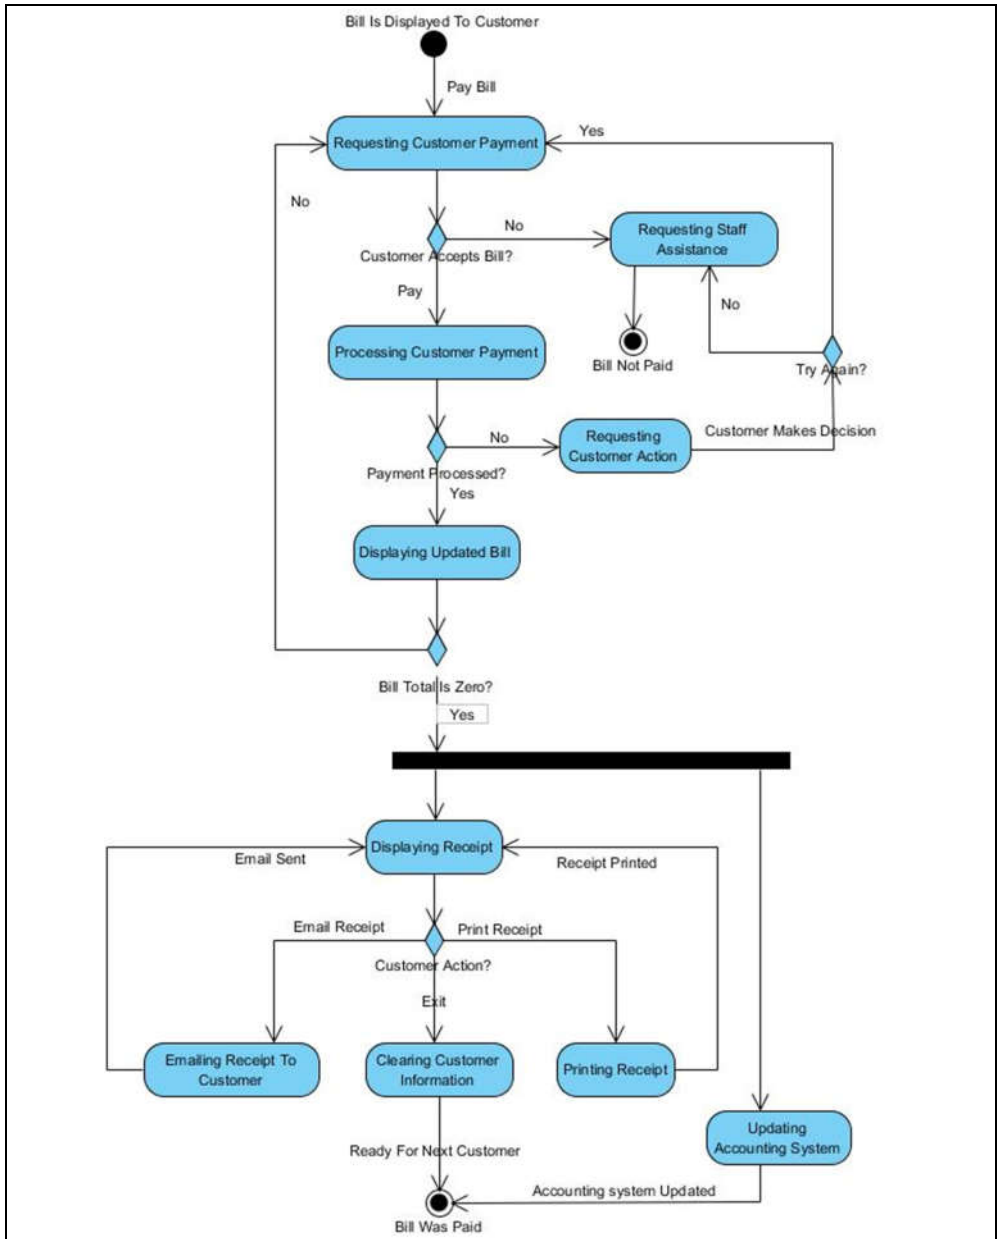 Bill Is Displayed To Customer
Pay Bill
Requesting Customer Payment
Yes
No
No
Requesting Staff
Assistance
Customer Accepts Bill?
Pay
No
Processing Customer Payment
Bill Not Paid
Try Again?
No
Requesting
Customer Action
Customer Makes Decision
Payment Processed?
Yes
Displaying Updated Bill
Bill Total Is Zero?
Yes
Displaying Receipt
Email Sent
Receipt Printed
Email Receipt
Print Receipt
Customer Action?
Exit
Emailing Receipt To
Customer
Clearing Customer
Information
Printing Receipt
Updating
Accounting System
Ready For Next Customer
Accounting system Updated
Bill Was Paid